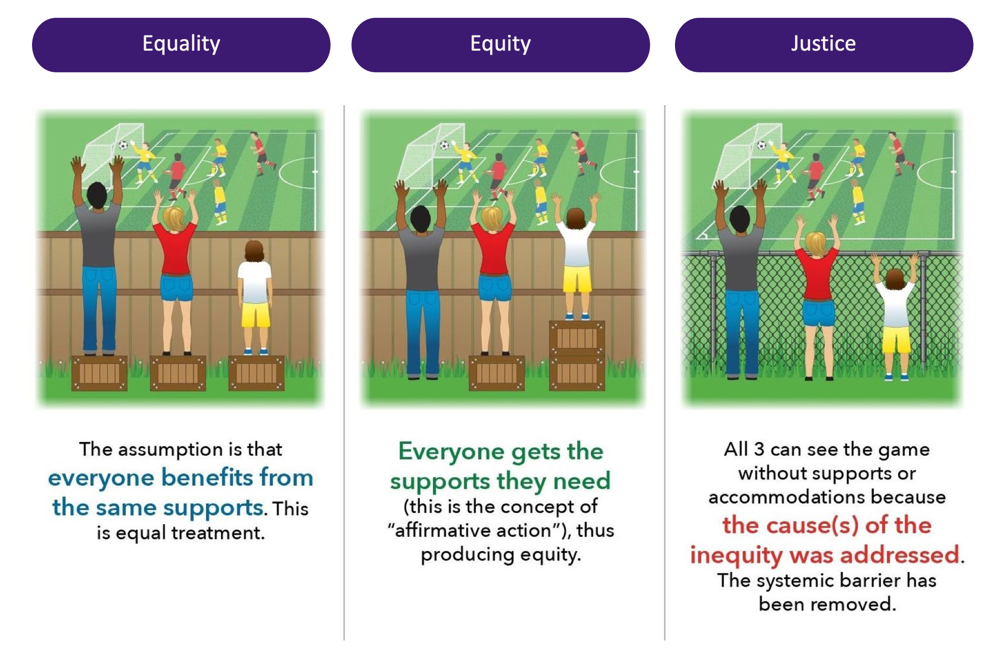 Equality
Equity
Justice
The assumption is that
everyone benefits from
the same supports. This
is equal treatment.
Everyone gets the
supports they need
(this is the concept of
“affirmative action”), thus
producing equity.
All 3 can see the game
without supports or
accommodations because
the cause(s) of the
inequity was addressed.
The systemic barrier has
been removed.